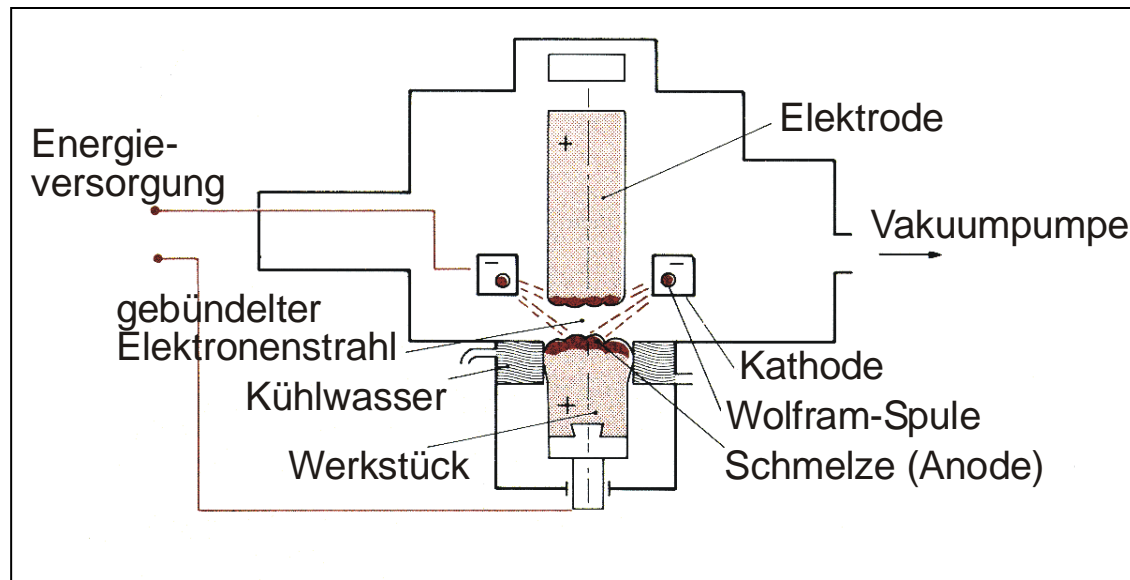 Elektrode
Energie-
versorgung
Vakuumpumpe
gebündelter
Elektronenstrahl
Kühlwasser
Werkstück
Kathode
Wolfram-Spule
Schmelze (Anode)
+
−
−
+